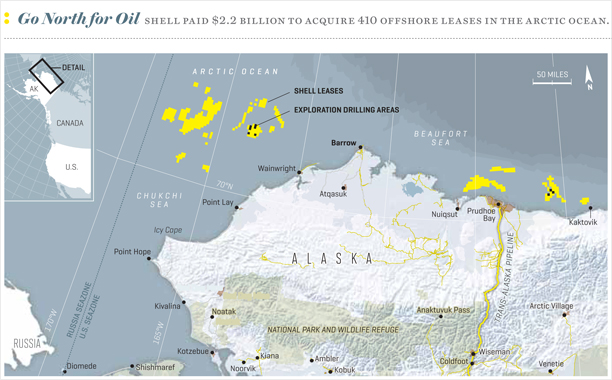 Go North for Oil SHELL PAID $2.2 BILLION TO ACQUIRE 410 OFFSHORE LEASES IN THE ARCTIC OCEAN.
DETAIL
AK
CANADA
U.S.
ARCTIC OCEAN
SHELL LEASES
EXPLORATION DRILLING AREAS
50 MILES
N
BEAUFORT
SEA
Barrow
Wainwright
70°N
Atqasuk
CHUKCHI
SEA
Point Lay
Nuiqsut
Prudhoe
Bay
Kaktovik
Icy Cape
Point Hope
ALASKA
TRANS-ALASKA PIPELINE
RUSSIA SEAZONE
U.S. SEAZONE
170°W
165°W
Kivalina
Noatak
Anaktuvuk Pass
Arctic Village
NATIONAL PARK AND WILDLIFE REFUGE
RUSSIA
Kotzebue
Kiana
Wiseman
Diomede
Shishmaref
Noorvik
Ambler
Kobuk
Coldfoot
Venetie